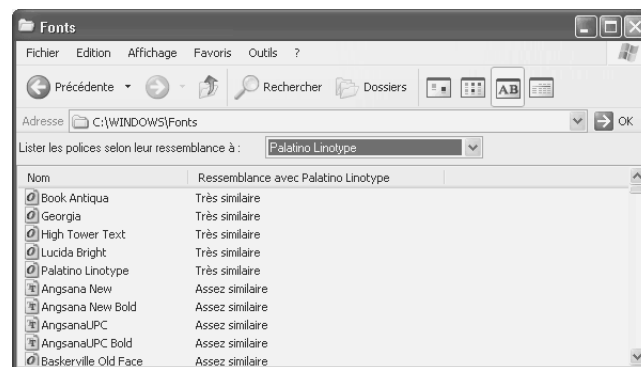 Fonts
Fichier Edition Affichage Favoris Outils ?
Précédente Rechercher Dossiers AB
Adresse C:\WINDOWS\Fonts OK
Lister les polices selon leur ressemblance à : Palatino Linotype
Nom Ressemblance avec Palatino Linotype
Book Antiqua Très similaire
Georgia Très similaire
High Tower Text Très similaire
Lucida Bright Très similaire
Palatino Linotype Très similaire
Angsana New Assez similaire
Angsana New Bold Assez similaire
AngsanaUPC Assez similaire
AngsanaUPC Bold Assez similaire
Baskerville Old Face Assez similaire